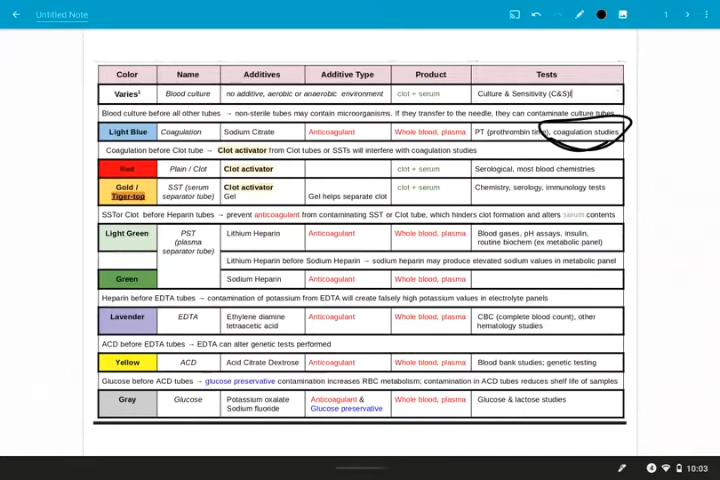 Untitled Note
1
Color Name Additives Additive Type Product Tests
Varies¹ Blood culture no additive, aerobic or anaerobic environment clot + serum Culture & Sensitivity (C&S)
Blood culture before all other tubes → non-sterile tubes may contain microorganisms. If they transfer to the needle, they can contaminate culture tubes
Light Blue Coagulation Sodium Citrate Anticoagulant Whole blood, plasma PT (prothrombin time), coagulation studies
Coagulation before Clot tube → Clot activator from Clot tubes or SSTs will interfere with coagulation studies
Red Plain / Clot Clot activator clot + serum Serological, most blood chemistries
Gold / SST (serum Clot activator clot + serum Chemistry, serology, immunology tests
Tiger-top separator tube) Gel Gel helps separate clot
SSTor Clot before Heparin tubes → prevent anticoagulant from contaminating SST or Clot tube, which hinders clot formation and alters serum contents
Light Green PST Lithium Heparin Anticoagulant Whole blood, plasma Blood gases, pH assays, insulin,
(plasma routine biochem (ex metabolic panel)
separator tube)
Lithium Heparin before Sodium Heparin → sodium heparin may produce elevated sodium values in metabolic panel
Green Sodium Heparin Anticoagulant Whole blood, plasma
Heparin before EDTA tubes → contamination of potassium from EDTA will create falsely high potassium values in electrolyte panels
Lavender EDTA Ethylene diamine Anticoagulant Whole blood, plasma CBC (complete blood count), other
tetraacetic acid hematology studies
ACD before EDTA tubes → EDTA can alter genetic tests performed
Yellow ACD Acid Citrate Dextrose Anticoagulant Whole blood, plasma Blood bank studies; genetic testing
Glucose before ACD tubes → glucose preservative contamination increases RBC metabolism; contamination in ACD tubes reduces shelf life of samples
Gray Glucose Potassium oxalate Anticoagulant & Whole blood, plasma Glucose & lactose studies
Sodium fluoride Glucose preservative
4 10:03